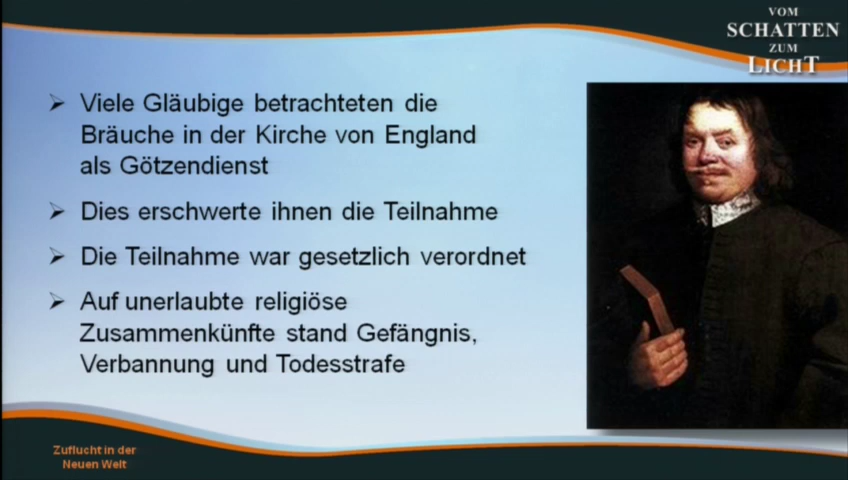 VOM
SCHATTEN
ZUM
LICHT
➢ Viele Gläubige betrachteten die
Bräuche in der Kirche von England
als Götzendienst
➢ Dies erschwerte ihnen die Teilnahme
➢ Die Teilnahme war gesetzlich verordnet
➢ Auf unerlaubte religiöse
Zusammenkünfte stand Gefängnis,
Verbannung und Todesstrafe
Zuflucht in der
Neuen Welt